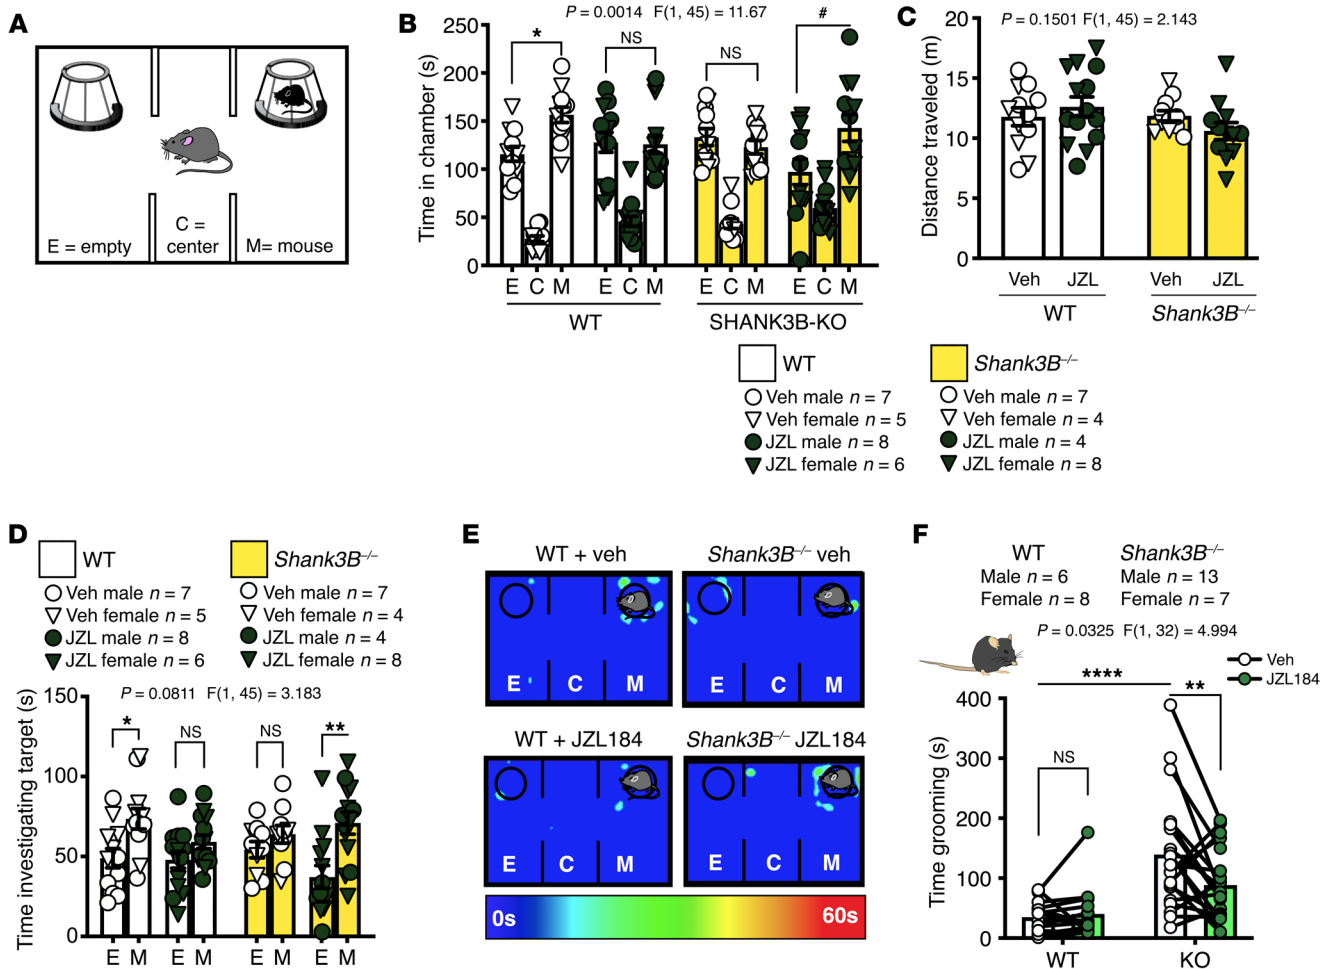 A
E = empty
C =
center
M= mouse
B
P = 0.0014 F(1, 45) = 11.67
Time in chamber (s)
250
200
150
100
50
0
* NS NS #
E C M E C M E C M E C M
WT SHANK3B-KO
C
P = 0.1501 F(1, 45) = 2.143
Distance traveled (m)
20
15
10
5
0
Veh JZL Veh JZL
WT Shank3B–/–
WT
Veh male n = 7
Veh female n = 5
JZL male n = 8
JZL female n = 6
Shank3B–/–
Veh male n = 7
Veh female n = 4
JZL male n = 4
JZL female n = 8
D
WT
Veh male n = 7
Veh female n = 5
JZL male n = 8
JZL female n = 6
Shank3B–/–
Veh male n = 7
Veh female n = 4
JZL male n = 4
JZL female n = 8
P = 0.0811 F(1, 45) = 3.183
Time investigating target (s)
150
100
50
0
* NS NS **
E M E M E M E M
E
WT + veh
E C M
Shank3B–/– veh
E C M
WT + JZL184
E C M
Shank3B–/– JZL184
E C M
0s 60s
F
WT
Male n = 6
Female n = 8
Shank3B–/–
Male n = 13
Female n = 7
P = 0.0325 F(1, 32) = 4.994
Veh
JZL184
Time grooming (s)
400
300
200
100
0
****
**
NS
WT KO